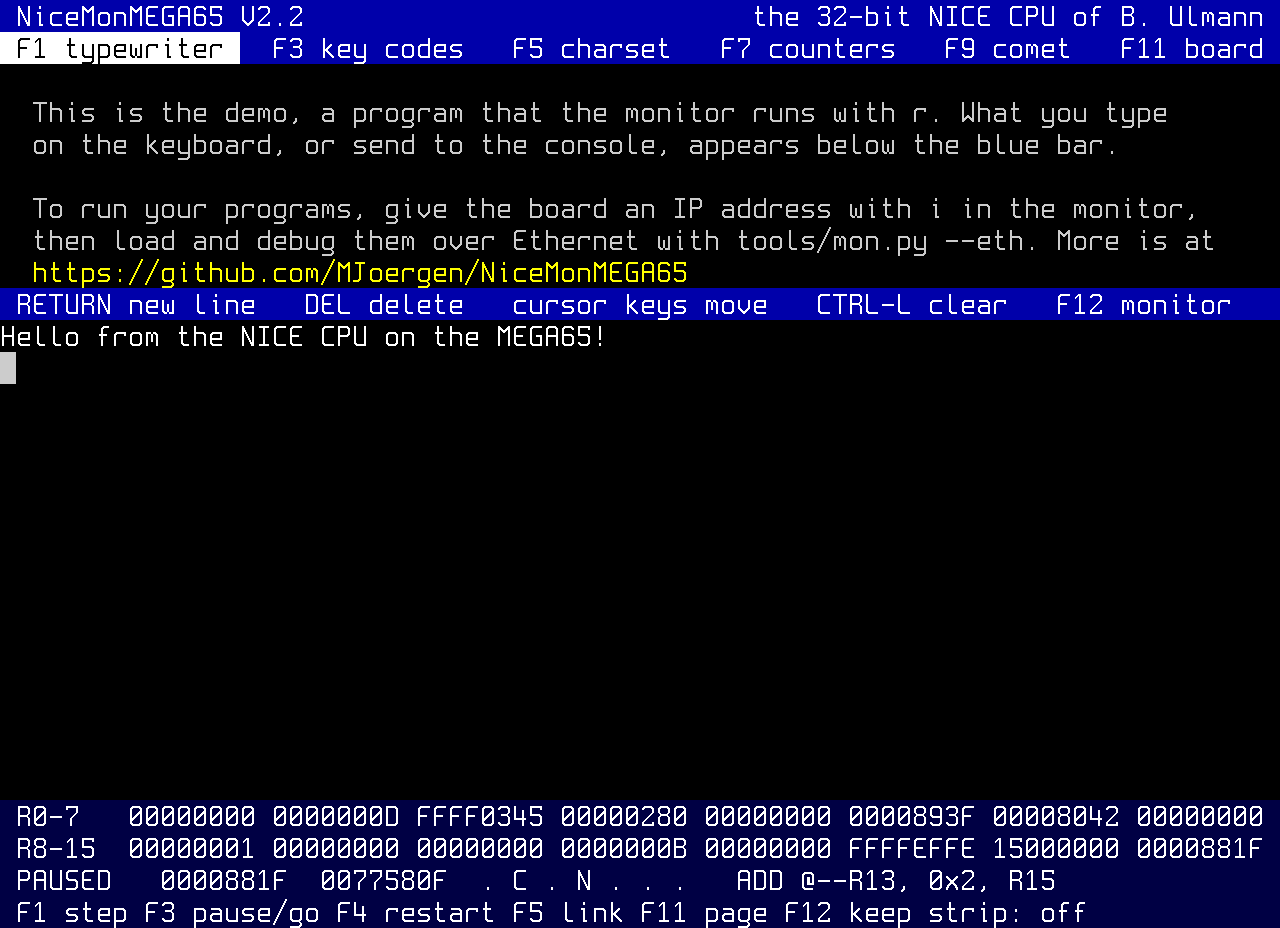 NiceMonMEGA65 V2.2 the 32-bit NICE CPU of B. Ulmann
F1 typewriter F3 key codes F5 charset F7 counters F9 comet F11 board
This is the demo, a program that the monitor runs with r. What you type
on the keyboard, or send to the console, appears below the blue bar.
To run your programs, give the board an IP address with i in the monitor,
then load and debug them over Ethernet with tools/mon.py --eth. More is at
https://github.com/MJoergen/NiceMonMEGA65
RETURN new line DEL delete cursor keys move CTRL-L clear F12 monitor
Hello from the NICE CPU on the MEGA65!
R0-7 00000000 0000000D FFFF0345 00000280 00000000 0000893F 00008042 00000000
R8-15 00000001 00000000 00000000 0000000B 00000000 FFFFEFFE 15000000 0000881F
PAUSED 0000881F 0077580F . C . N . . . ADD @--R13, 0x2, R15
F1 step F3 pause/go F4 restart F5 link F11 page F12 keep strip: off